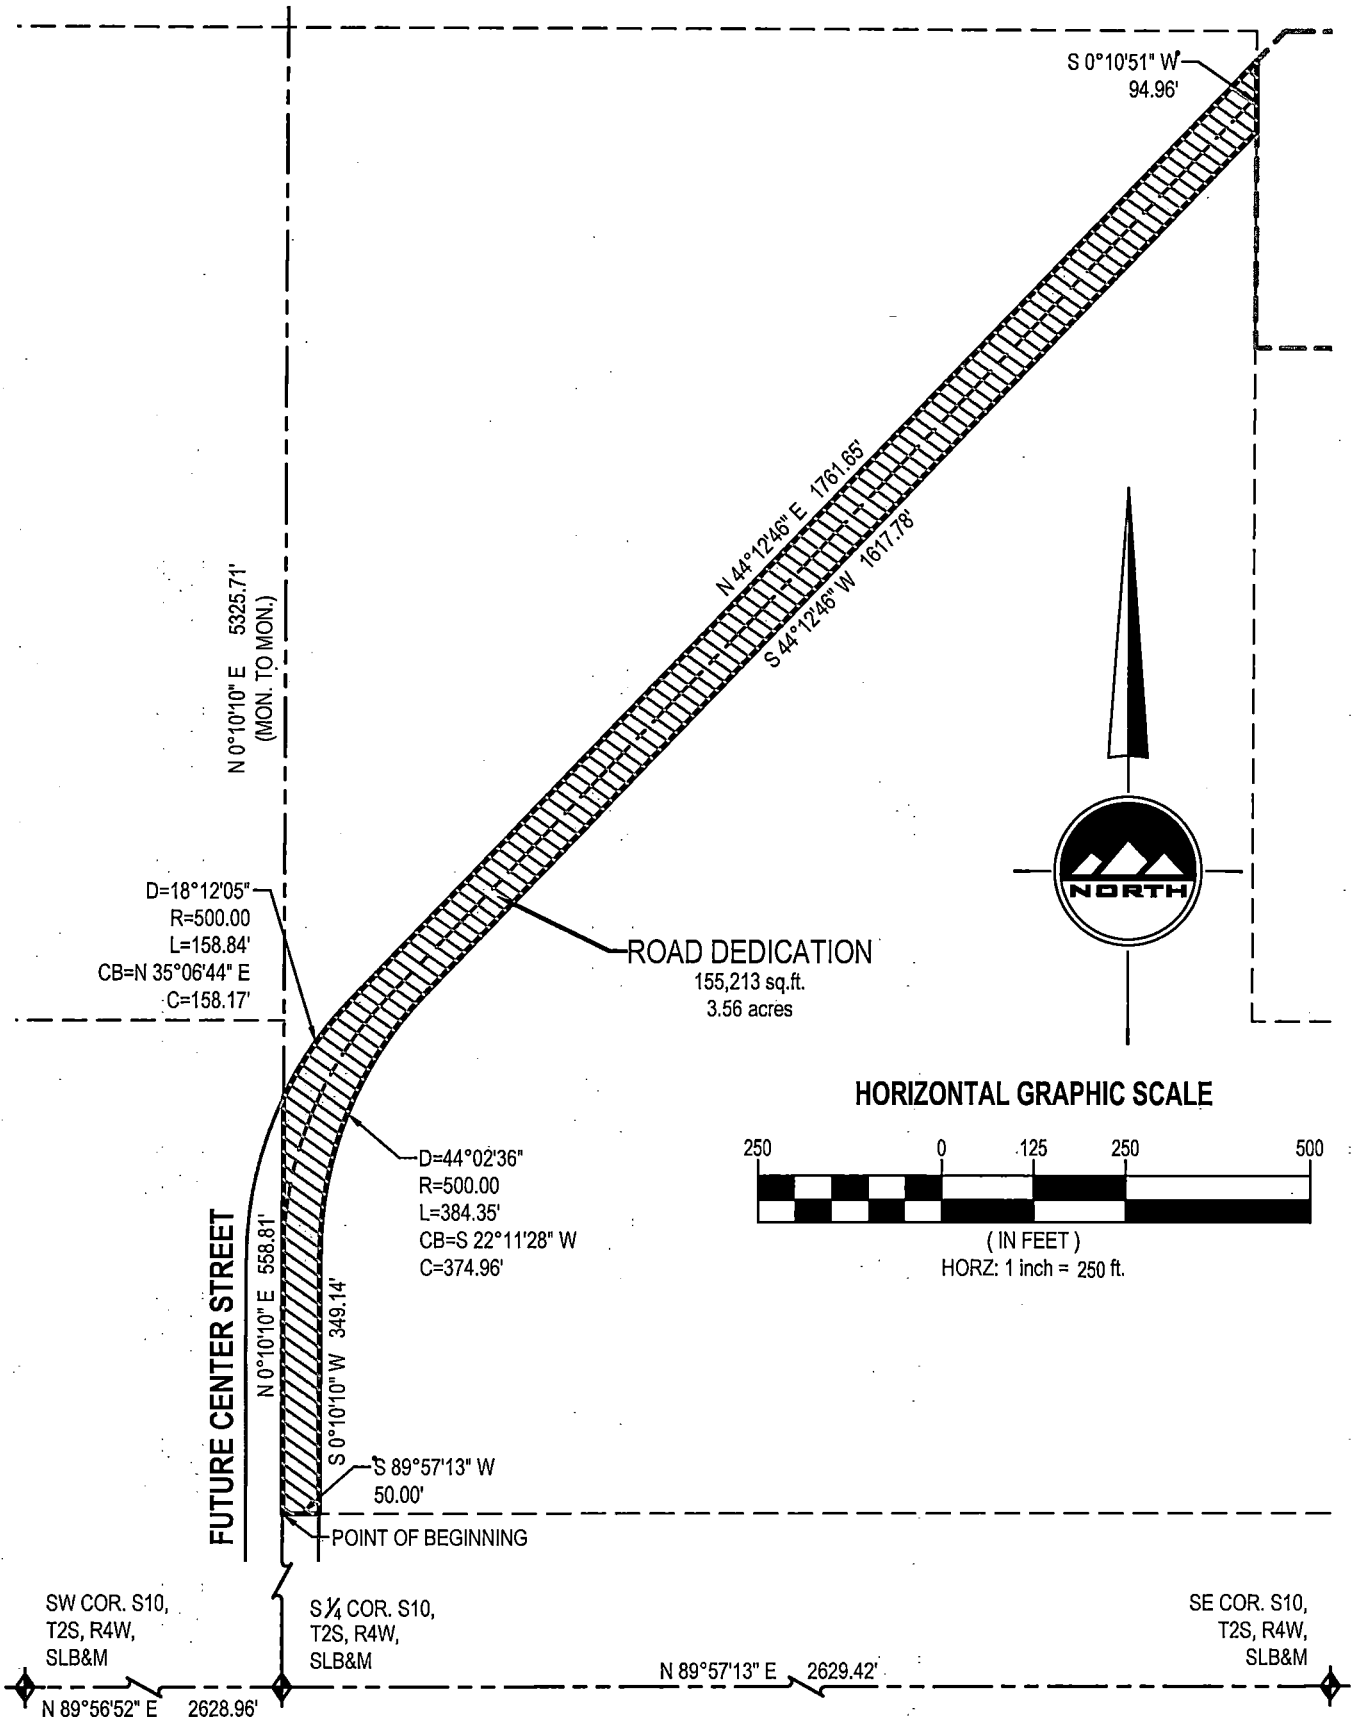 S 0°10'51" W
94.96'
N 44°12'46" E 1761.65'
S 44°12'46" W 1617.78'
N 0°10'10" E 5325.71'
(MON. TO MON.)
D=18°12'05"
R=500.00
L=158.84'
CB=N 35°06'44" E
C=158.17'
NORTH
ROAD DEDICATION
155,213 sq.ft.
3.56 acres
HORIZONTAL GRAPHIC SCALE
250 0 125 250 500
( IN FEET )
HORZ: 1 inch = 250 ft.
D=44°02'36"
R=500.00
L=384.35'
CB=S 22°11'28" W
C=374.96'
FUTURE CENTER STREET
N 0°10'10" E 558.81'
S 0°10'10" W 349.14'
S 89°57'13" W
50.00'
POINT OF BEGINNING
SW COR. S10,
T2S, R4W,
SLB&M
S 1/4 COR. S10,
T2S, R4W,
SLB&M
SE COR. S10,
T2S, R4W,
SLB&M
N 89°56'52" E 2628.96'
N 89°57'13" E 2629.42'